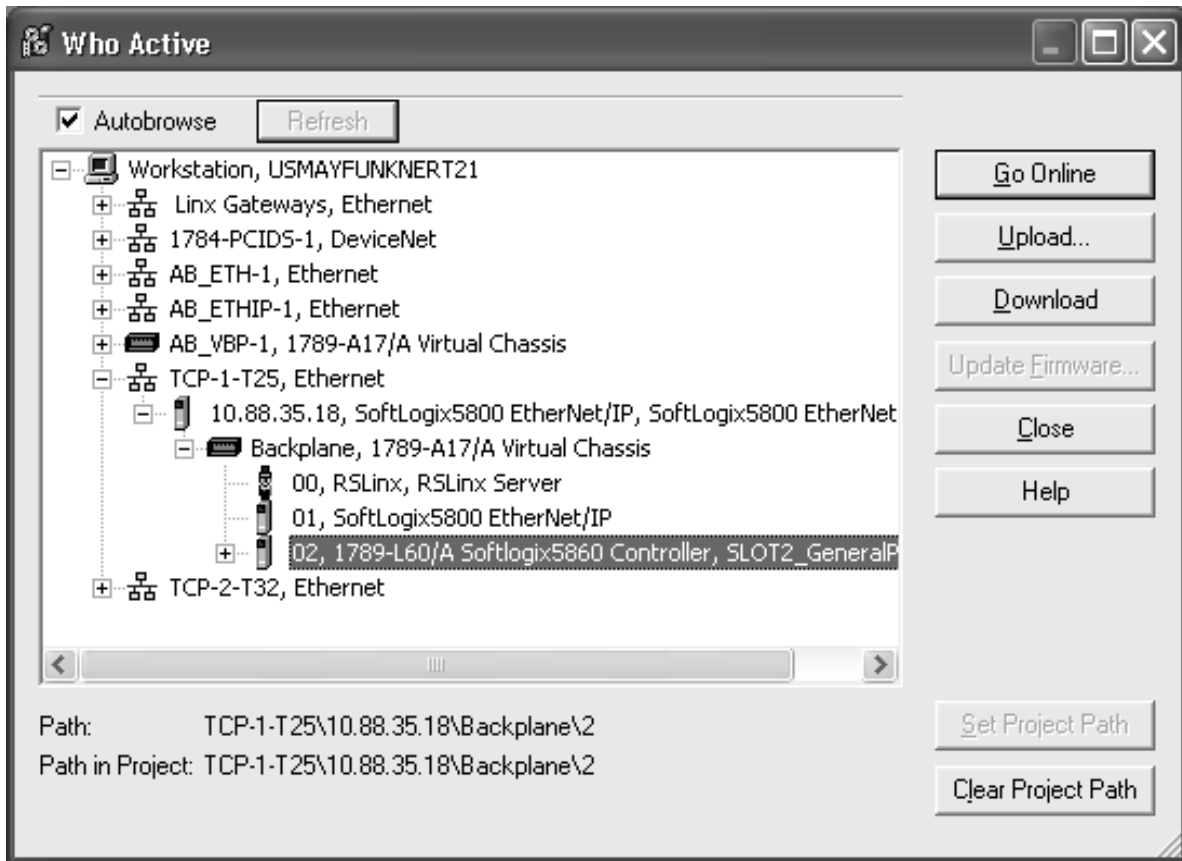 Who Active
Autobrowse
Refresh
Workstation, USMAYFUNKNERT21
Linx Gateways, Ethernet
1784-PCIDS-1, DeviceNet
AB_ETH-1, Ethernet
AB_ETHIP-1, Ethernet
AB_VBP-1, 1789-A17/A Virtual Chassis
TCP-1-T25, Ethernet
10.88.35.18, SoftLogix5800 EtherNet/IP, SoftLogix5800 EtherNet
Backplane, 1789-A17/A Virtual Chassis
00, RSLinx, RSLinx Server
01, SoftLogix5800 EtherNet/IP
02, 1789-L60/A Softlogix5860 Controller, SLOT2_GeneralP
TCP-2-T32, Ethernet
Go Online
Upload...
Download
Update Firmware...
Close
Help
Path: TCP-1-T25\10.88.35.18\Backplane\2
Path in Project: TCP-1-T25\10.88.35.18\Backplane\2
Set Project Path
Clear Project Path